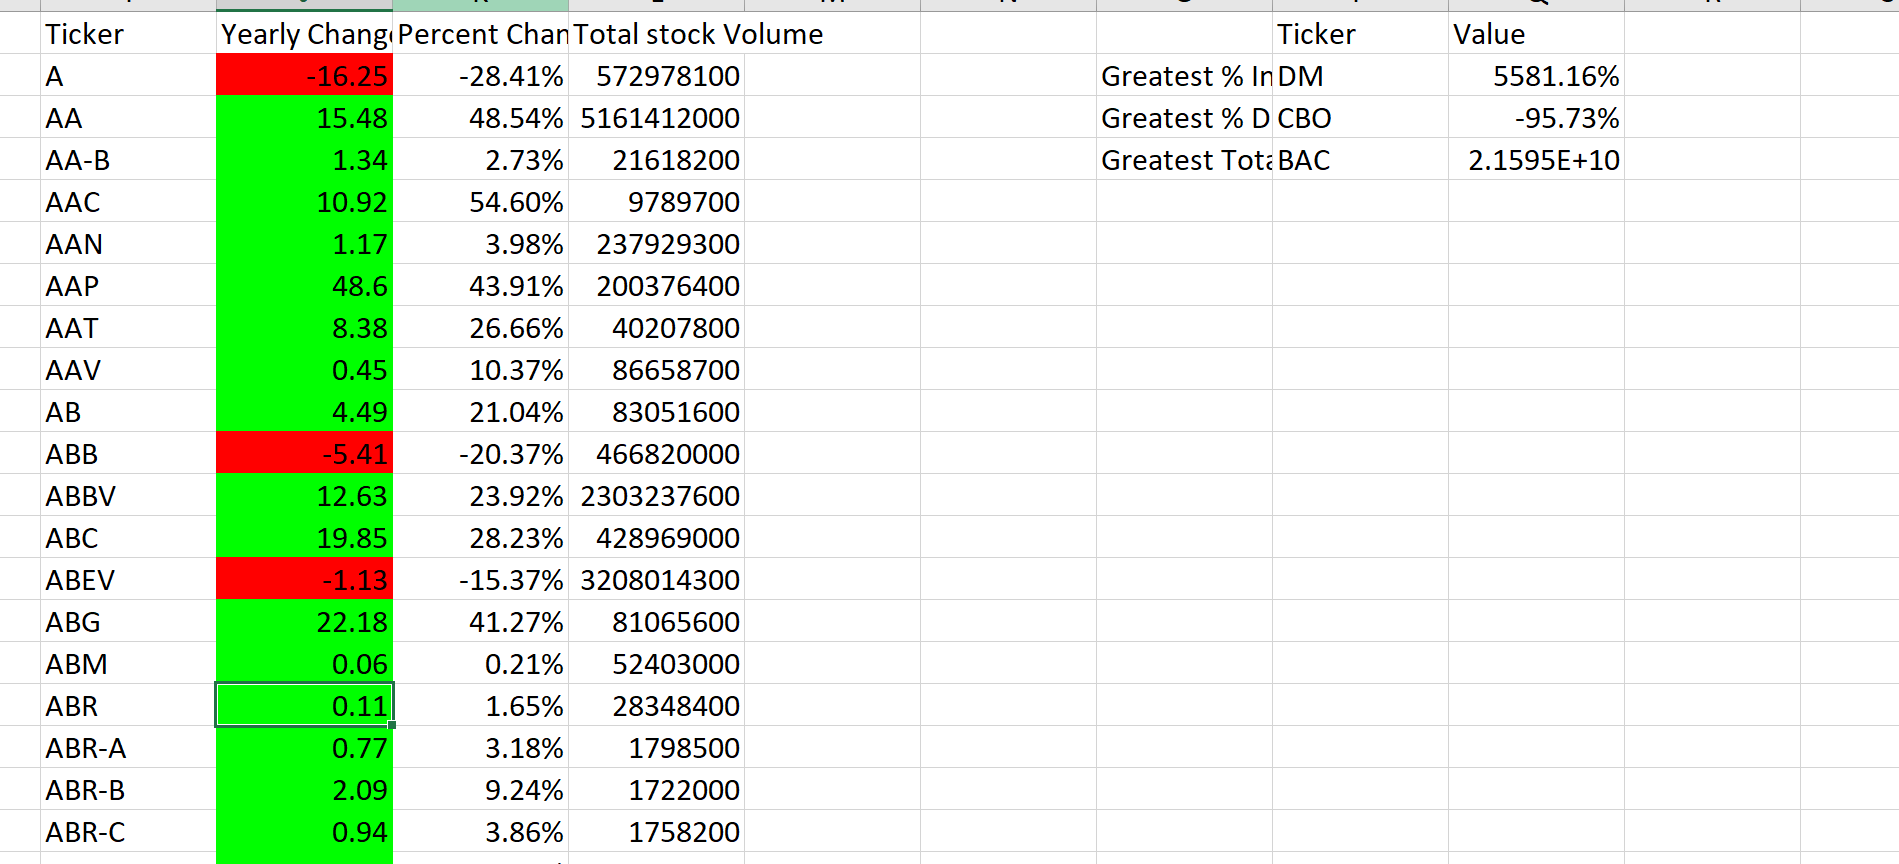 Ticker Yearly Chang Percent Chan Total stock Volume Ticker Value
A -16.25 -28.41% 572978100 Greatest % In DM 5581.16%
AA 15.48 48.54% 5161412000 Greatest % D CBO -95.73%
AA-B 1.34 2.73% 21618200 Greatest Tota BAC 2.1595E+10
AAC 10.92 54.60% 9789700
AAN 1.17 3.98% 237929300
AAP 48.6 43.91% 200376400
AAT 8.38 26.66% 40207800
AAV 0.45 10.37% 86658700
AB 4.49 21.04% 83051600
ABB -5.41 -20.37% 466820000
ABBV 12.63 23.92% 2303237600
ABC 19.85 28.23% 428969000
ABEV -1.13 -15.37% 3208014300
ABG 22.18 41.27% 81065600
ABM 0.06 0.21% 52403000
ABR 0.11 1.65% 28348400
ABR-A 0.77 3.18% 1798500
ABR-B 2.09 9.24% 1722000
ABR-C 0.94 3.86% 1758200